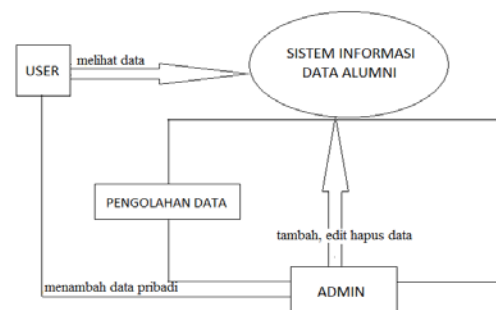 USER
melihat data
SISTEM INFORMASI
DATA ALUMNI
PENGOLAHAN DATA
tambah, edit hapus data
menambah data pribadi
ADMIN